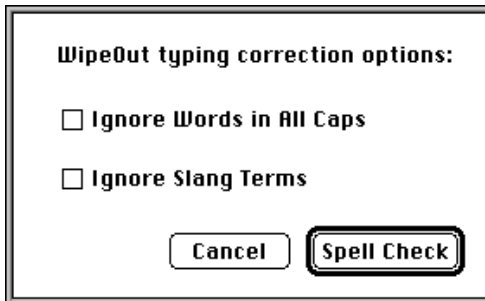 WipeOut typing correction options:
Ignore Words in All Caps
Ignore Slang Terms
Cancel Spell Check